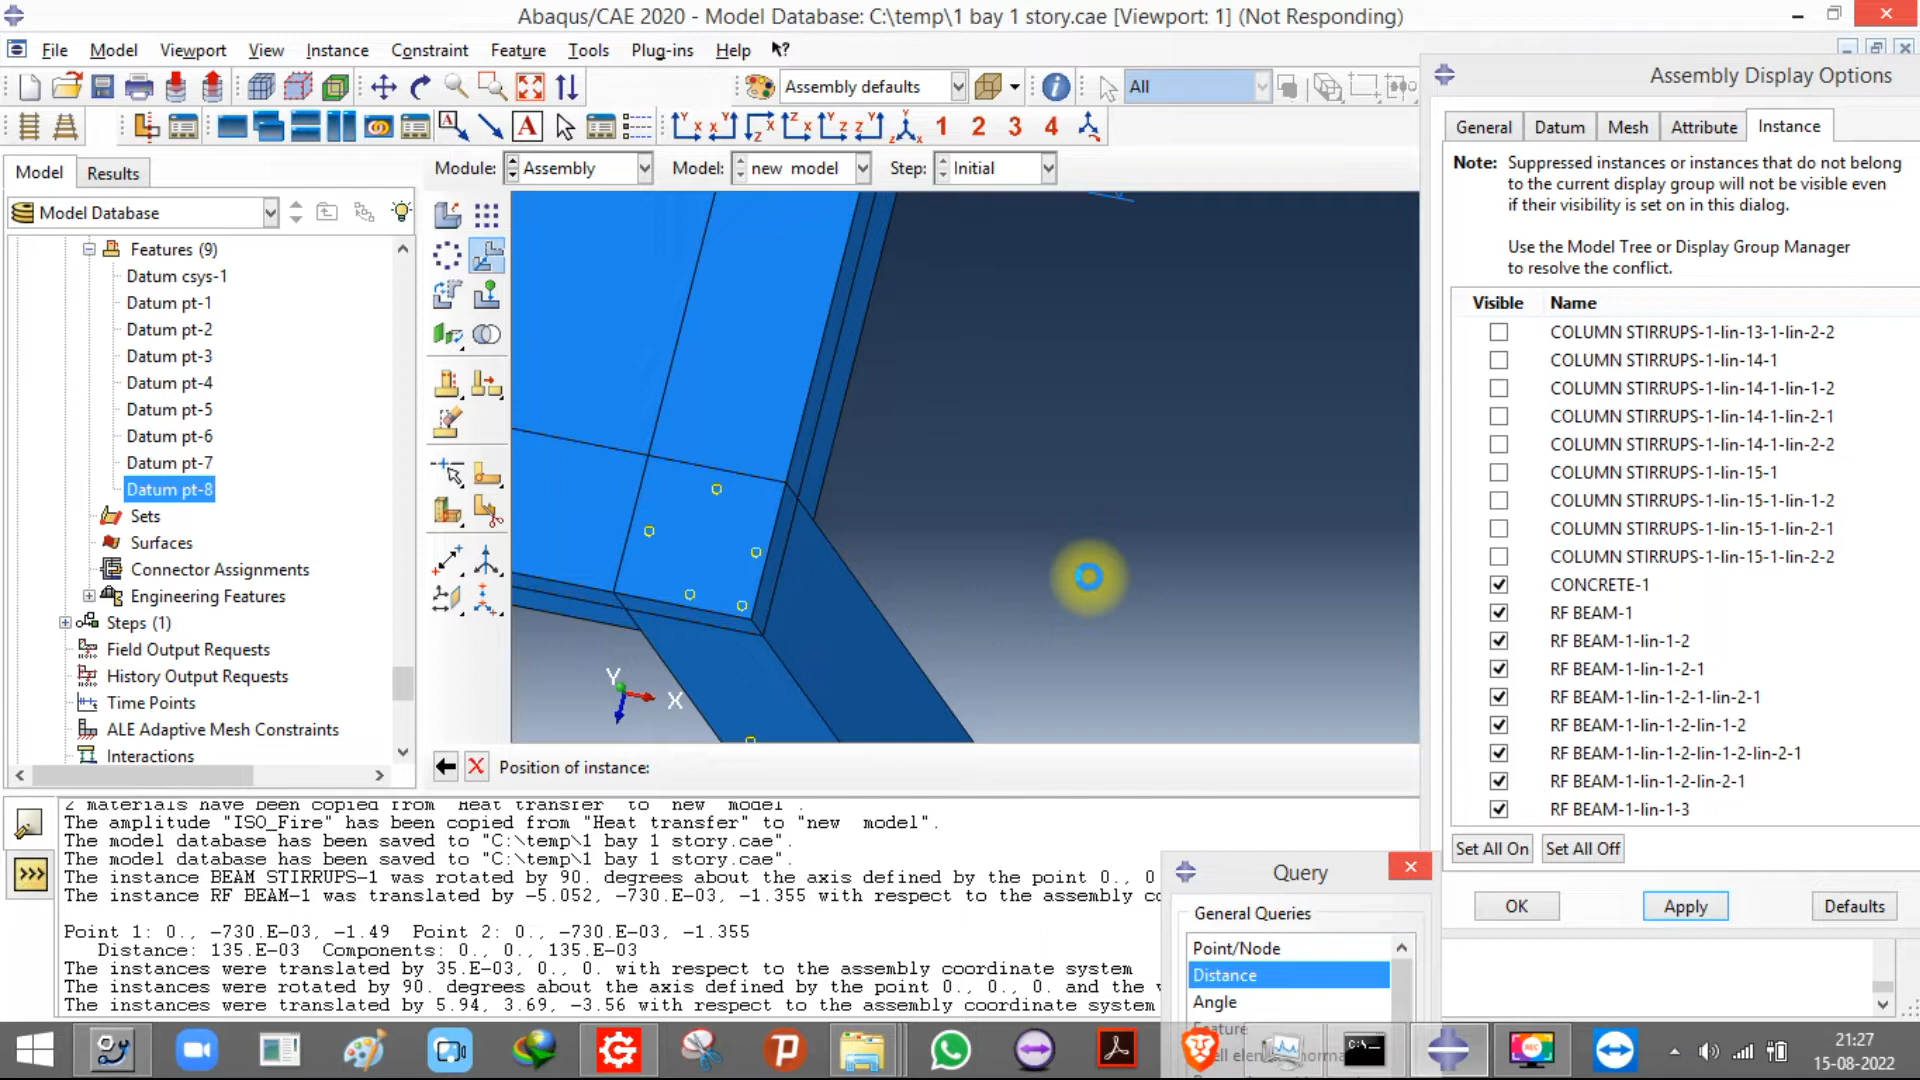 Abaqus/CAE 2020 - Model Database: C:\temp\1 bay 1 story.cae [Viewport: 1] (Not Responding)
File Model Viewport View Instance Constraint Feature Tools Plug-ins Help
Assembly defaults
All
1 2 3 4
Model Results
Module: Assembly Model: new model Step: Initial
Model Database
Features (9)
Datum csys-1
Datum pt-1
Datum pt-2
Datum pt-3
Datum pt-4
Datum pt-5
Datum pt-6
Datum pt-7
Datum pt-8
Sets
Surfaces
Connector Assignments
Engineering Features
Steps (1)
Field Output Requests
History Output Requests
Time Points
ALE Adaptive Mesh Constraints
Interactions
Y
X
Position of instance:
2 materials have been copied from "Heat transfer" to "new model".
The amplitude "ISO_Fire" has been copied from "Heat transfer" to "new model".
The model database has been saved to "C:\temp\1 bay 1 story.cae".
The model database has been saved to "C:\temp\1 bay 1 story.cae".
The instance BEAM STIRRUPS-1 was rotated by 90. degrees about the axis defined by the point 0., 0
The instance RF BEAM-1 was translated by -5.052, -730.E-03, -1.355 with respect to the assembly co
Point 1: 0., -730.E-03, -1.49 Point 2: 0., -730.E-03, -1.355
Distance: 135.E-03 Components: 0., 0., 135.E-03
The instances were translated by 35.E-03, 0., 0. with respect to the assembly coordinate system
The instances were rotated by 90. degrees about the axis defined by the point 0., 0., 0. and the v
The instances were translated by 5.94, 3.69, -3.56 with respect to the assembly coordinate system
Assembly Display Options
General Datum Mesh Attribute Instance
Note: Suppressed instances or instances that do not belong
to the current display group will not be visible even
if their visibility is set on in this dialog.
Use the Model Tree or Display Group Manager
to resolve the conflict.
Visible Name
COLUMN STIRRUPS-1-lin-13-1-lin-2-2
COLUMN STIRRUPS-1-lin-14-1
COLUMN STIRRUPS-1-lin-14-1-lin-1-2
COLUMN STIRRUPS-1-lin-14-1-lin-2-1
COLUMN STIRRUPS-1-lin-14-1-lin-2-2
COLUMN STIRRUPS-1-lin-15-1
COLUMN STIRRUPS-1-lin-15-1-lin-1-2
COLUMN STIRRUPS-1-lin-15-1-lin-2-1
COLUMN STIRRUPS-1-lin-15-1-lin-2-2
CONCRETE-1
RF BEAM-1
RF BEAM-1-lin-1-2
RF BEAM-1-lin-1-2-1
RF BEAM-1-lin-1-2-1-lin-2-1
RF BEAM-1-lin-1-2-lin-1-2
RF BEAM-1-lin-1-2-lin-1-2-lin-2-1
RF BEAM-1-lin-1-2-lin-2-1
RF BEAM-1-lin-1-3
Set All On Set All Off
OK Apply Defaults
Query
General Queries
Point/Node
Distance
Angle
Feature
21:27
15-08-2022